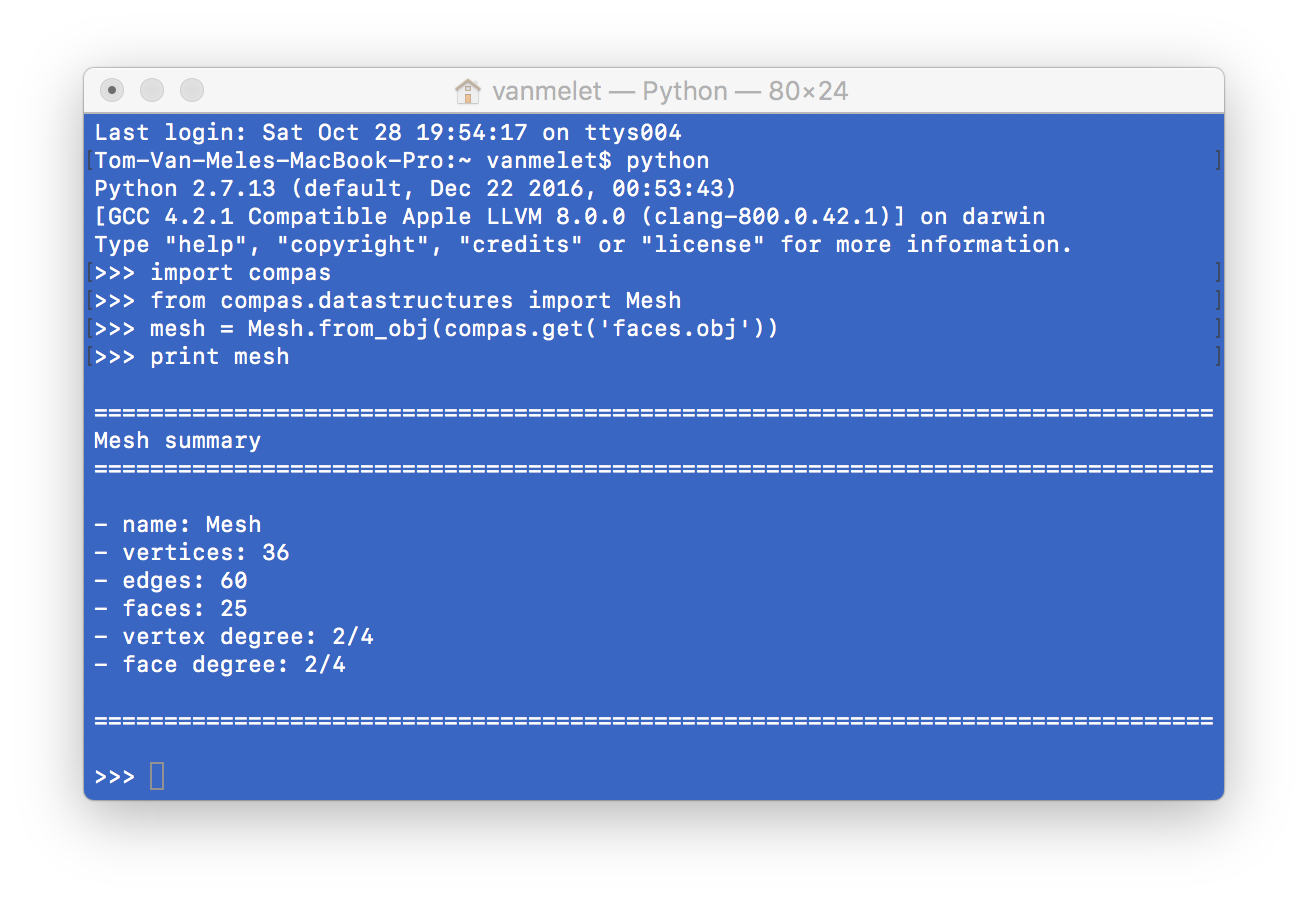 vanmelet — Python — 80×24
Last login: Sat Oct 28 19:54:17 on ttys004
[Tom-Van-Meles-MacBook-Pro:~ vanmelet$ python ]
Python 2.7.13 (default, Dec 22 2016, 00:53:43)
[GCC 4.2.1 Compatible Apple LLVM 8.0.0 (clang-800.0.42.1)] on darwin
Type "help", "copyright", "credits" or "license" for more information.
[>>> import compas ]
[>>> from compas.datastructures import Mesh ]
[>>> mesh = Mesh.from_obj(compas.get('faces.obj')) ]
[>>> print mesh ]
================================================================================
Mesh summary
================================================================================
- name: Mesh
- vertices: 36
- edges: 60
- faces: 25
- vertex degree: 2/4
- face degree: 2/4
================================================================================
>>>